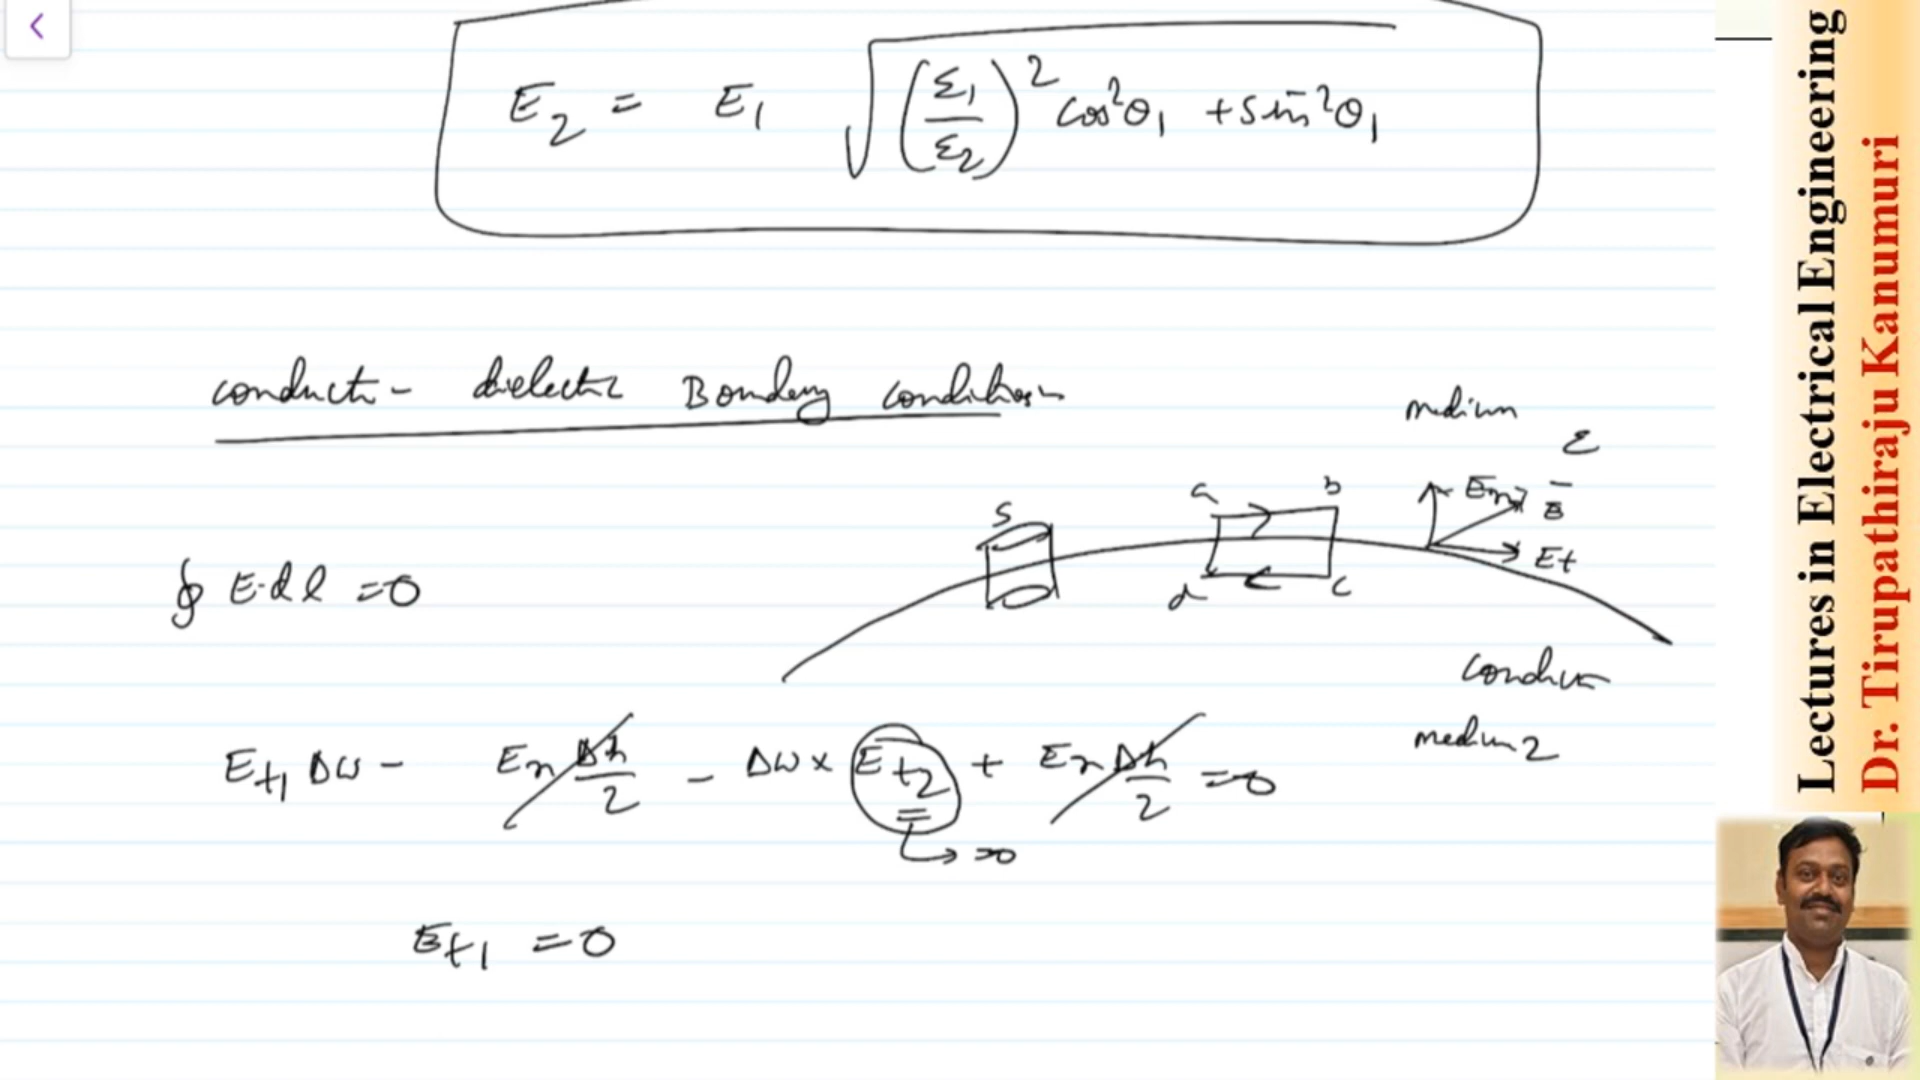 E₂ = E₁ √((ε₁/ε₂)² cos²θ₁ + sin²θ₁)
conductor - dielectric Boundary conditions
medium
ε
S
a b
En Ē
Et
d c
∮ E·dl = 0
conductor
medium 2
Et₁ Δw - En Δh/2 - Δw × Et₂ + En Δh/2 = 0
→ =0
Et₁ = 0
Lectures in Electrical Engineering
Dr. Tirupathiraju Kanumuri